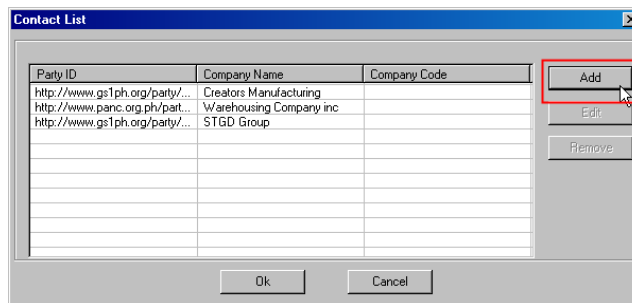 Contact List
Party ID Company Name Company Code
http://www.gs1ph.org/party/... Creators Manufacturing
http://www.panc.org.ph/part... Warehousing Company inc
http://www.gs1ph.org/party/... STGD Group
Add
Edit
Remove
Ok Cancel